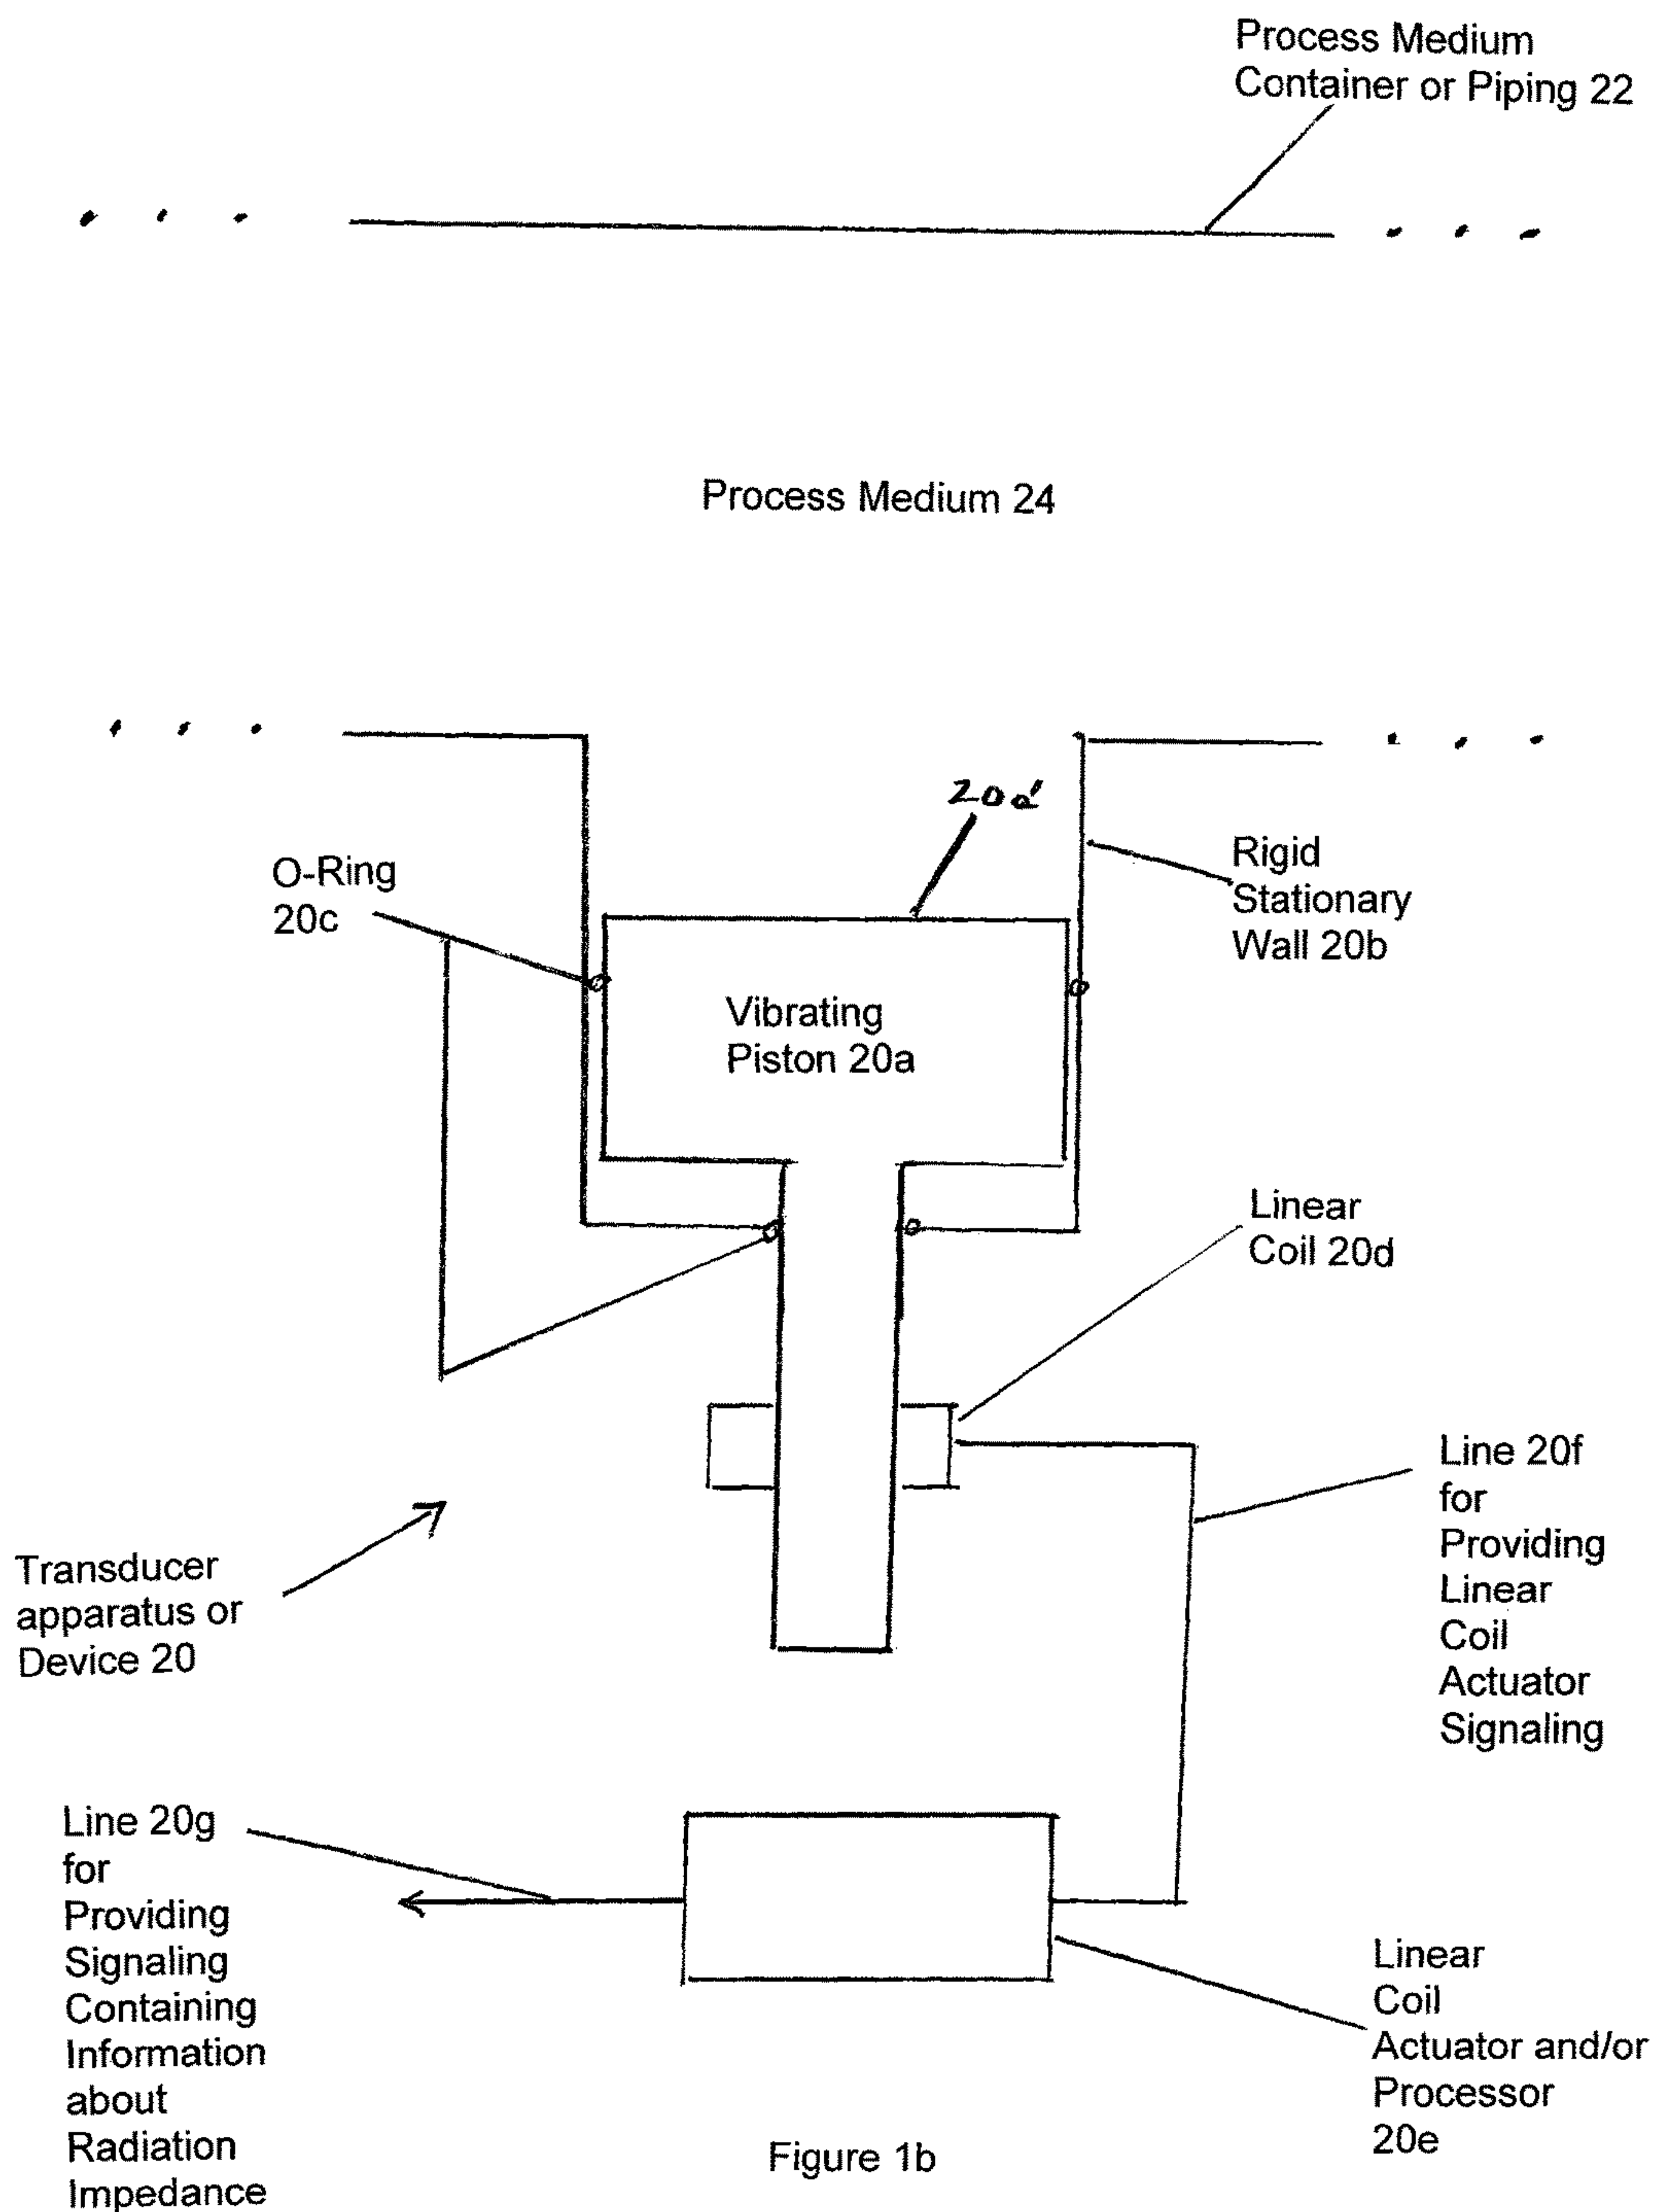 Process Medium
Container or Piping 22
Process Medium 24
20a'
O-Ring
20c
Rigid
Stationary
Wall 20b
Vibrating
Piston 20a
Linear
Coil 20d
Line 20f
for
Providing
Linear
Coil
Actuator
Signaling
Transducer
apparatus or
Device 20
Line 20g
for
Providing
Signaling
Containing
Information
about
Radiation
Impedance
Linear
Coil
Actuator and/or
Processor
20e
Figure 1b